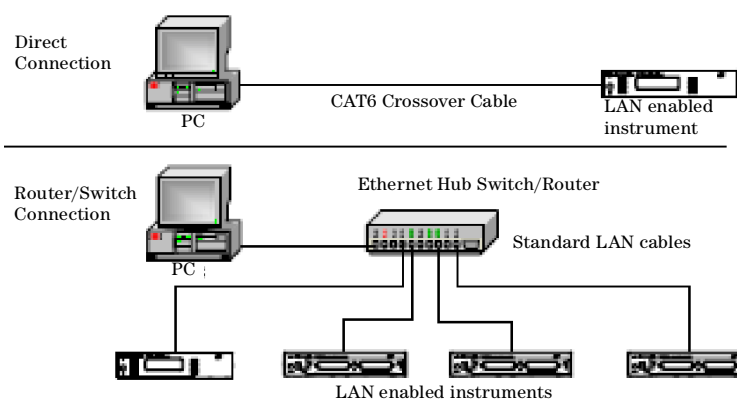 Direct
Connection
CAT6 Crossover Cable
PC
LAN enabled
instrument
Router/Switch
Connection
Ethernet Hub Switch/Router
Standard LAN cables
PC
LAN enabled instruments